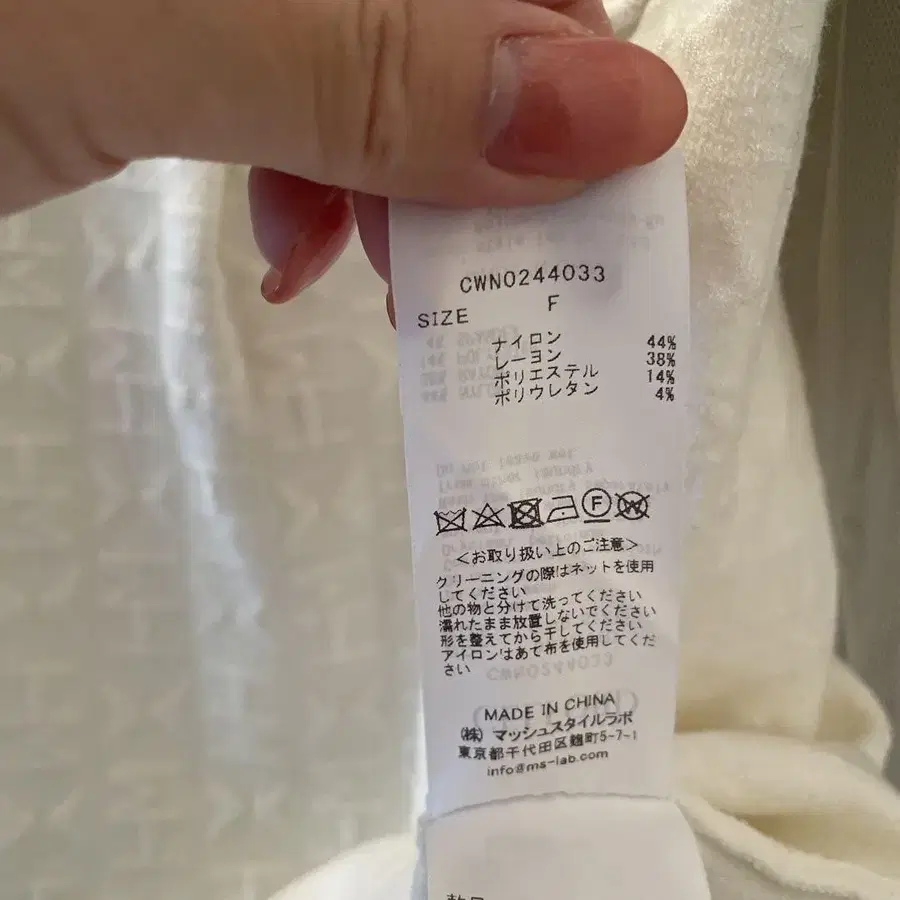 CWNO244033
SIZE F
ナイロン 44%
レーヨン 38%
ポリエステル 14%
ポリウレタン 4%
F W
<お取り扱い上のご注意>
クリーニングの際はネットを使用
してください
他の物と分けて洗ってください
濡れたまま放置しないでください
形を整えてから干してください
アイロンはあて布を使用してくだ
さい
MADE IN CHINA
(株) マッシュスタイルラボ
東京都千代田区麹町5-7-1
info@ms-lab.com